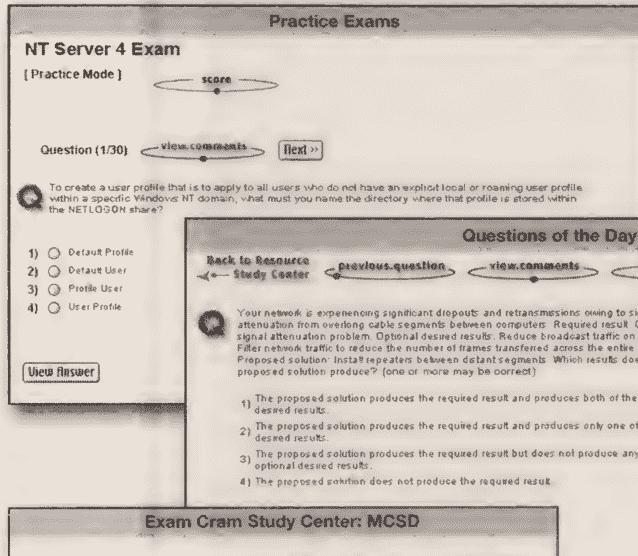 Practice Exams
NT Server 4 Exam
[ Practice Mode ]
score
Question (1/30)
view.comments
Next >>
To create a user profile that is to apply to all users who do not have an explicit local or roaming user profile
within a specific Windows NT domain, what must you name the directory where that profile is stored within
the NETLOGON share?
1) Default Profile
2) Default User
3) Profile User
4) User Profile
View Answer
Questions of the Day
Back to Resource
Study Center
previous.question
view.comments
Your network is experiencing significant dropouts and retransmissions owing to
attenuation from overlong cable segments between computers. Required result:
signal attenuation problem. Optional desired results: Reduce broadcast traffic on
Filter network traffic to reduce the number of frames transferred across the entire
Proposed solution: Install repeaters between distant segments. Which results
proposed solution produce? (one or more may be correct)
1) The proposed solution produces the required result and produces both of the
desired results.
2) The proposed solution produces the required result and produces only one
desired results.
3) The proposed solution produces the required result but does not produce any
optional desired results.
4) The proposed solution does not produce the required result.
Exam Cram Study Center: MCSD